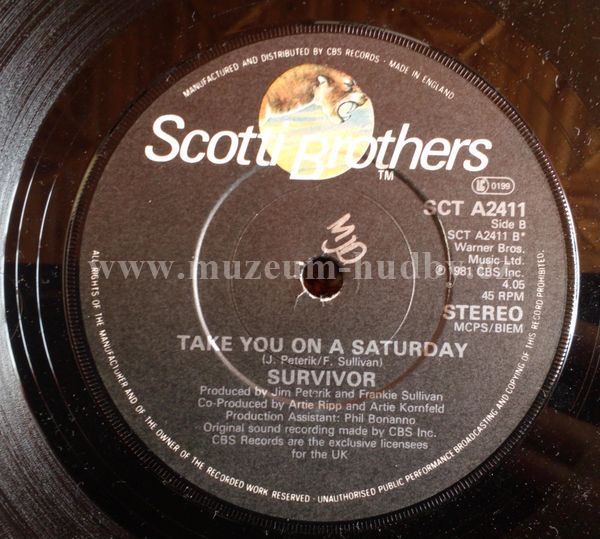 MANUFACTURED AND DISTRIBUTED BY CBS RECORDS - MADE IN ENGLAND
Scotti Brothers
TM
LC 0199
SCT A2411
Side B
SCT A2411 B*
Warner Bros.
Music Ltd.
℗ 1981 CBS Inc.
4.05
45 RPM
STEREO
MCPS/BIEM
www.muzeum-hudby
TAKE YOU ON A SATURDAY
(J. Peterik/F. Sullivan)
SURVIVOR
Produced by Jim Peterik and Frankie Sullivan
Co-Produced by Artie Ripp and Artie Kornfeld
Production Assistant: Phil Bonanno
Original sound recording made by CBS Inc.
CBS Records are the exclusive licensees
for the UK
ALL RIGHTS OF THE MANUFACTURER AND OF THE OWNER OF THE RECORDED WORK RESERVED · UNAUTHORISED PUBLIC PERFORMANCE BROADCASTING AND COPYING OF THIS RECORD PROHIBITED.